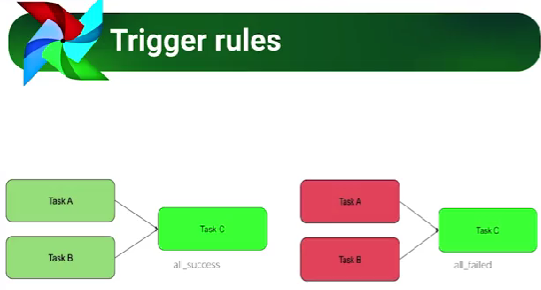 Trigger rules
Task A
Task B
Task C
all_success
Task A
Task B
Task C
all_failed